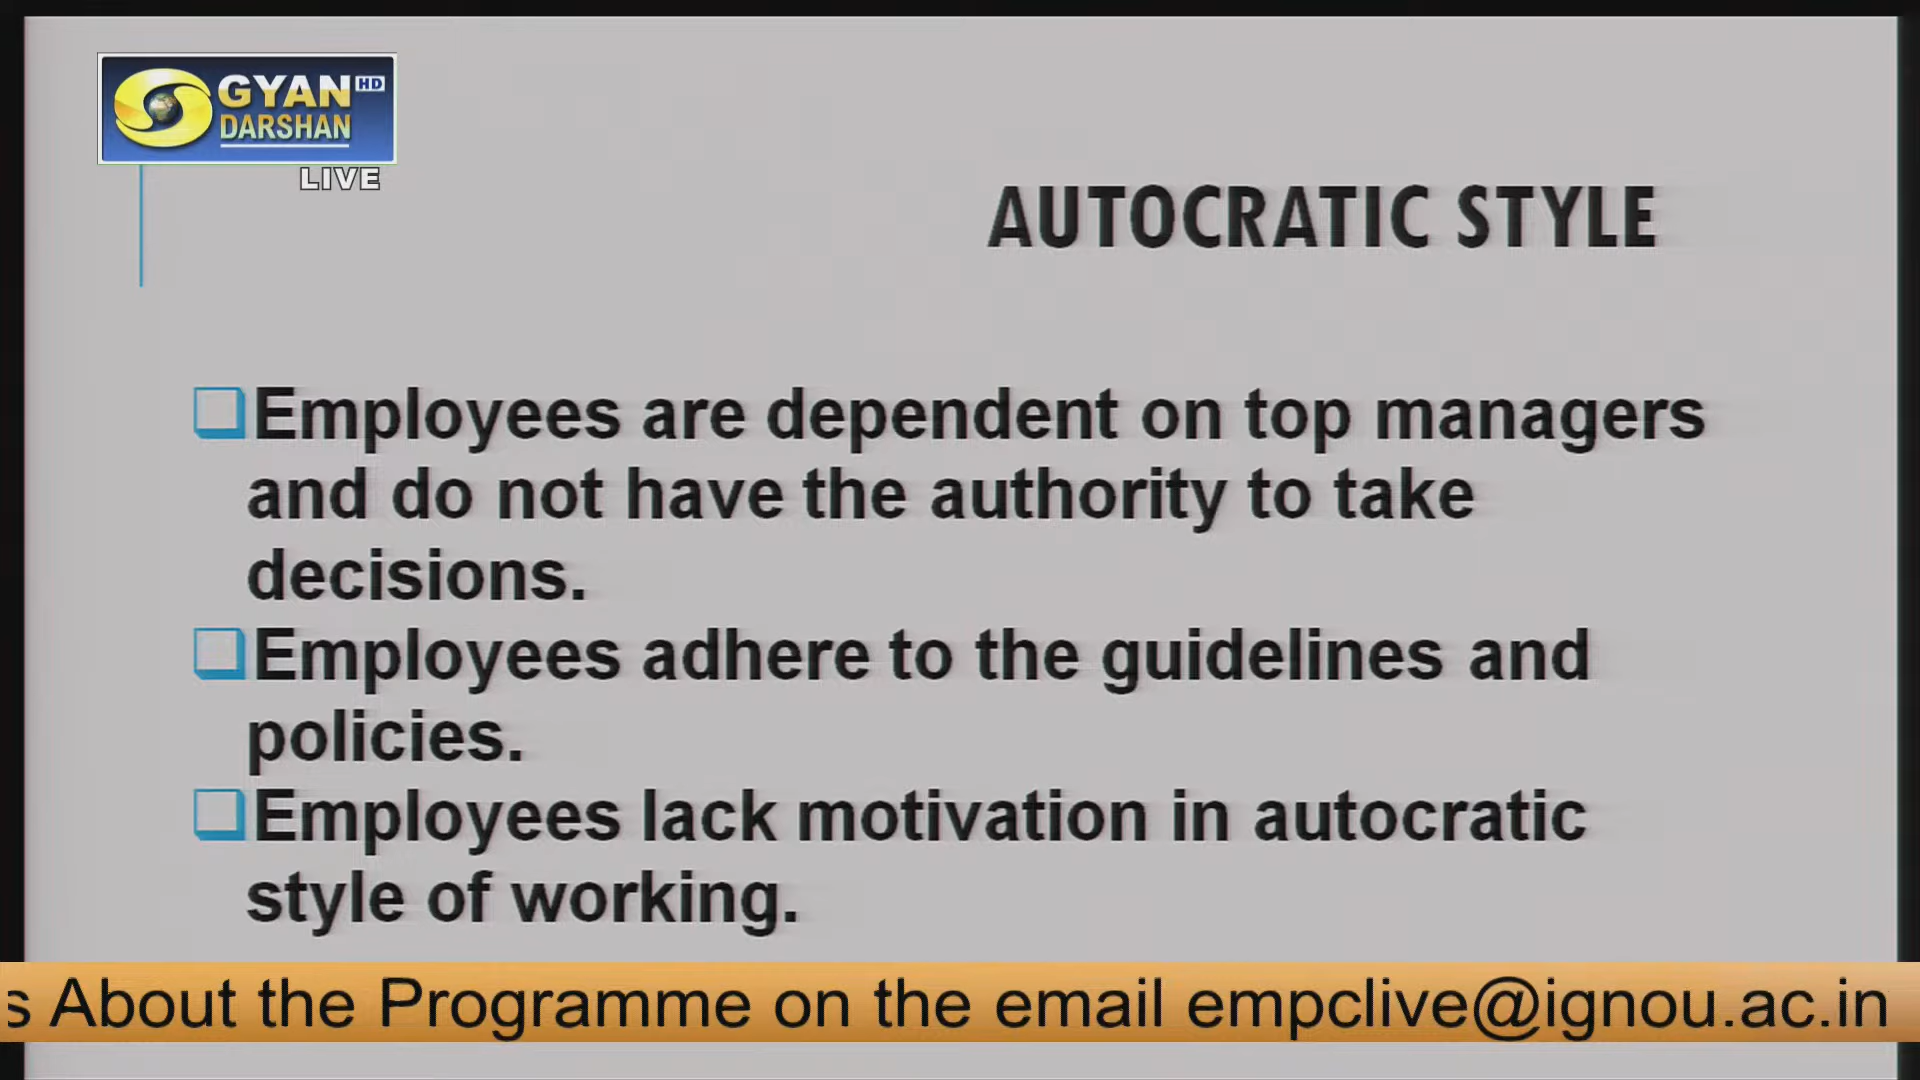 GYAN HD
DARSHAN
LIVE
AUTOCRATIC STYLE
Employees are dependent on top managers
and do not have the authority to take
decisions.
Employees adhere to the guidelines and
policies.
Employees lack motivation in autocratic
style of working.
s About the Programme on the email empclive@ignou.ac.in